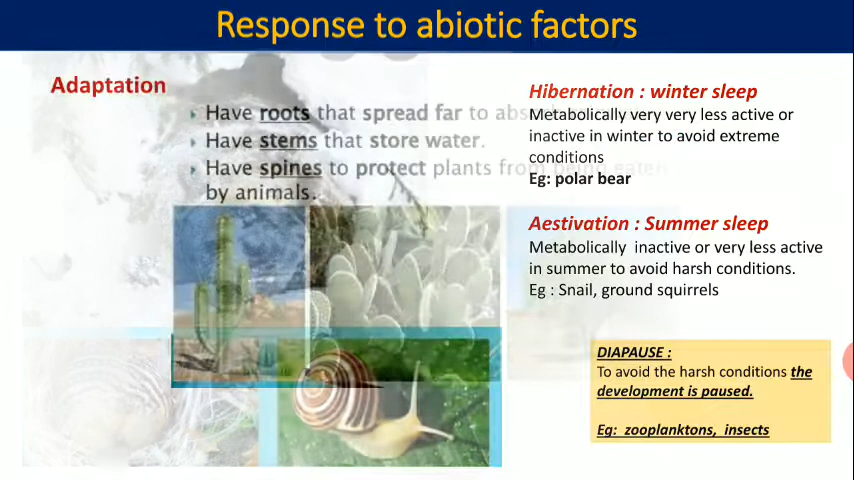 Response to abiotic factors
Adaptation
Have roots that spread far to abs
Have stems that store water.
Have spines to protect plants from being eaten
by animals.
Hibernation : winter sleep
Metabolically very very less active or
inactive in winter to avoid extreme
conditions
Eg: polar bear
Aestivation : Summer sleep
Metabolically inactive or very less active
in summer to avoid harsh conditions.
Eg : Snail, ground squirrels
DIAPAUSE :
To avoid the harsh conditions the
development is paused.
Eg: zooplanktons, insects